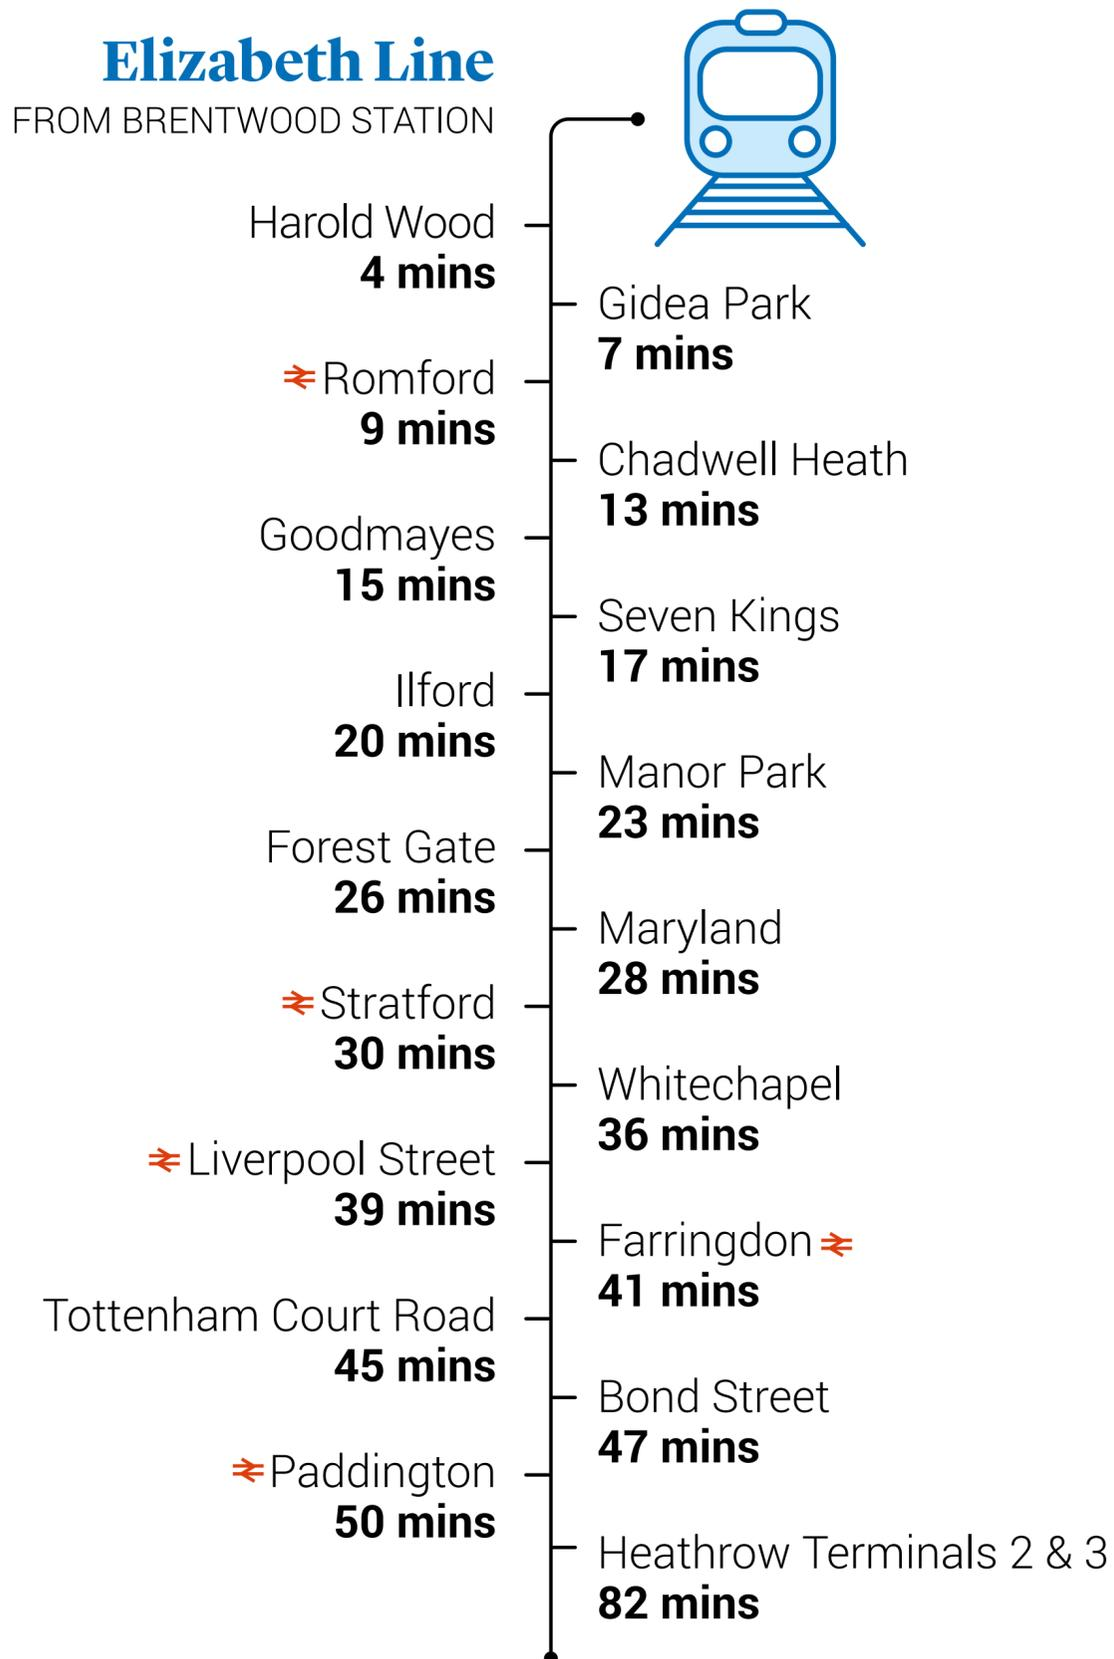 Elizabeth Line
FROM BRENTWOOD STATION
Harold Wood
4 mins
Gidea Park
7 mins
Romford
9 mins
Chadwell Heath
13 mins
Goodmayes
15 mins
Seven Kings
17 mins
Ilford
20 mins
Manor Park
23 mins
Forest Gate
26 mins
Maryland
28 mins
Stratford
30 mins
Whitechapel
36 mins
Liverpool Street
39 mins
Farringdon
41 mins
Tottenham Court Road
45 mins
Bond Street
47 mins
Paddington
50 mins
Heathrow Terminals 2 & 3
82 mins